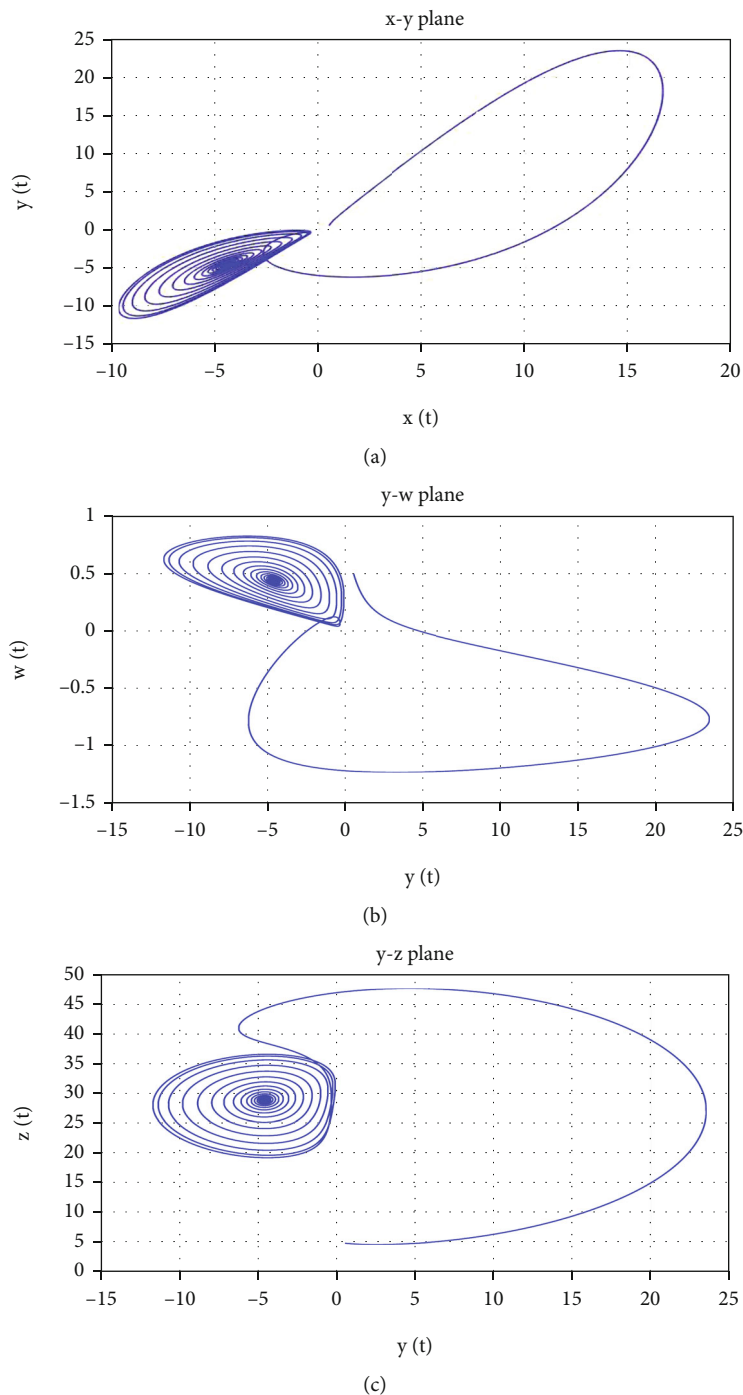 x-y plane
25
20
15
10
5
0
–5
–10
–15
y (t)
–10 –5 0 5 10 15 20
x (t)
(a)
y-w plane
1
0.5
0
–0.5
–1
–1.5
w (t)
–15 –10 –5 0 5 10 15 20 25
y (t)
(b)
y-z plane
50
45
40
35
30
25
20
15
10
5
0
z (t)
–15 –10 –5 0 5 10 15 20 25
y (t)
(c)